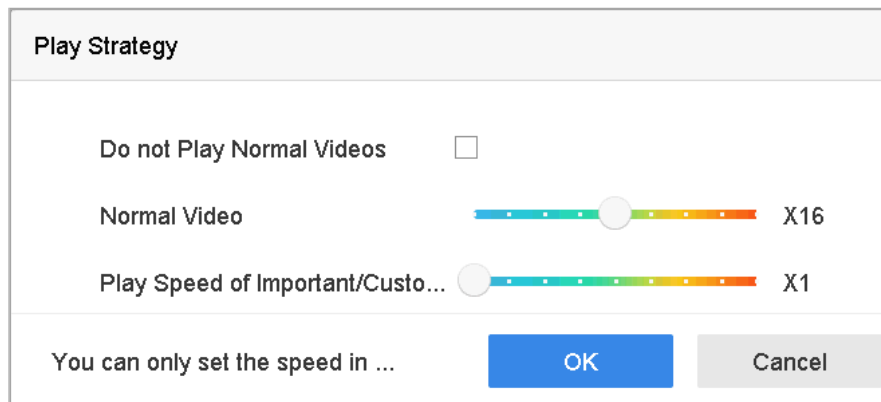 Play Strategy
Do not Play Normal Videos
Normal Video X16
Play Speed of Important/Custo... X1
You can only set the speed in ... OK Cancel